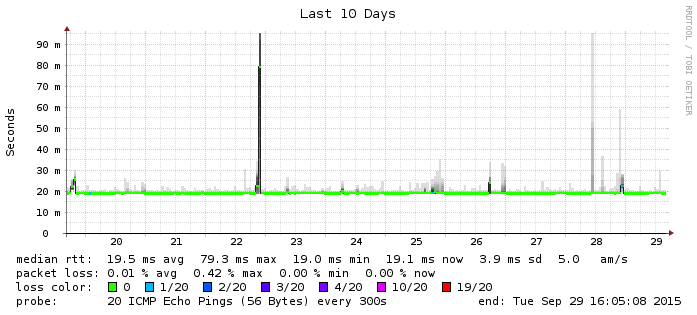 Last 10 Days
RRDTOOL / TOBI OETIKER
Seconds
90 m
80 m
70 m
60 m
50 m
40 m
30 m
20 m
10 m
0
20 21 22 23 24 25 26 27 28 29
median rtt: 19.5 ms avg 79.3 ms max 19.0 ms min 19.1 ms now 3.9 ms sd 5.0 am/s
packet loss: 0.01 % avg 0.42 % max 0.00 % min 0.00 % now
loss color: 0 1/20 2/20 3/20 4/20 10/20 19/20
probe: 20 ICMP Echo Pings (56 Bytes) every 300s end: Tue Sep 29 16:05:08 2015